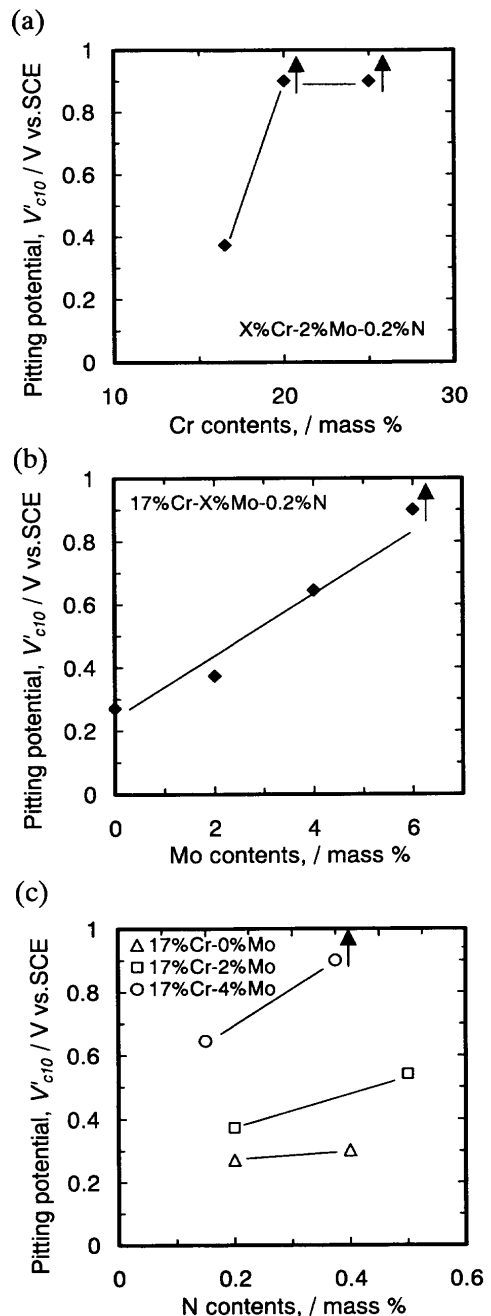 (a)
1
0.8
0.6
0.4
0.2
0
Pitting potential, V'c10 / V vs.SCE
X%Cr-2%Mo-0.2%N
10 20 30
Cr contents, / mass %
(b)
1
0.8
0.6
0.4
0.2
0
Pitting potential, V'c10 / V vs.SCE
17%Cr-X%Mo-0.2%N
0 2 4 6
Mo contents, / mass %
(c)
1
0.8
0.6
0.4
0.2
0
Pitting potential, V'c10 / V vs.SCE
17%Cr-0%Mo
17%Cr-2%Mo
17%Cr-4%Mo
0 0.2 0.4 0.6
N contents, / mass %